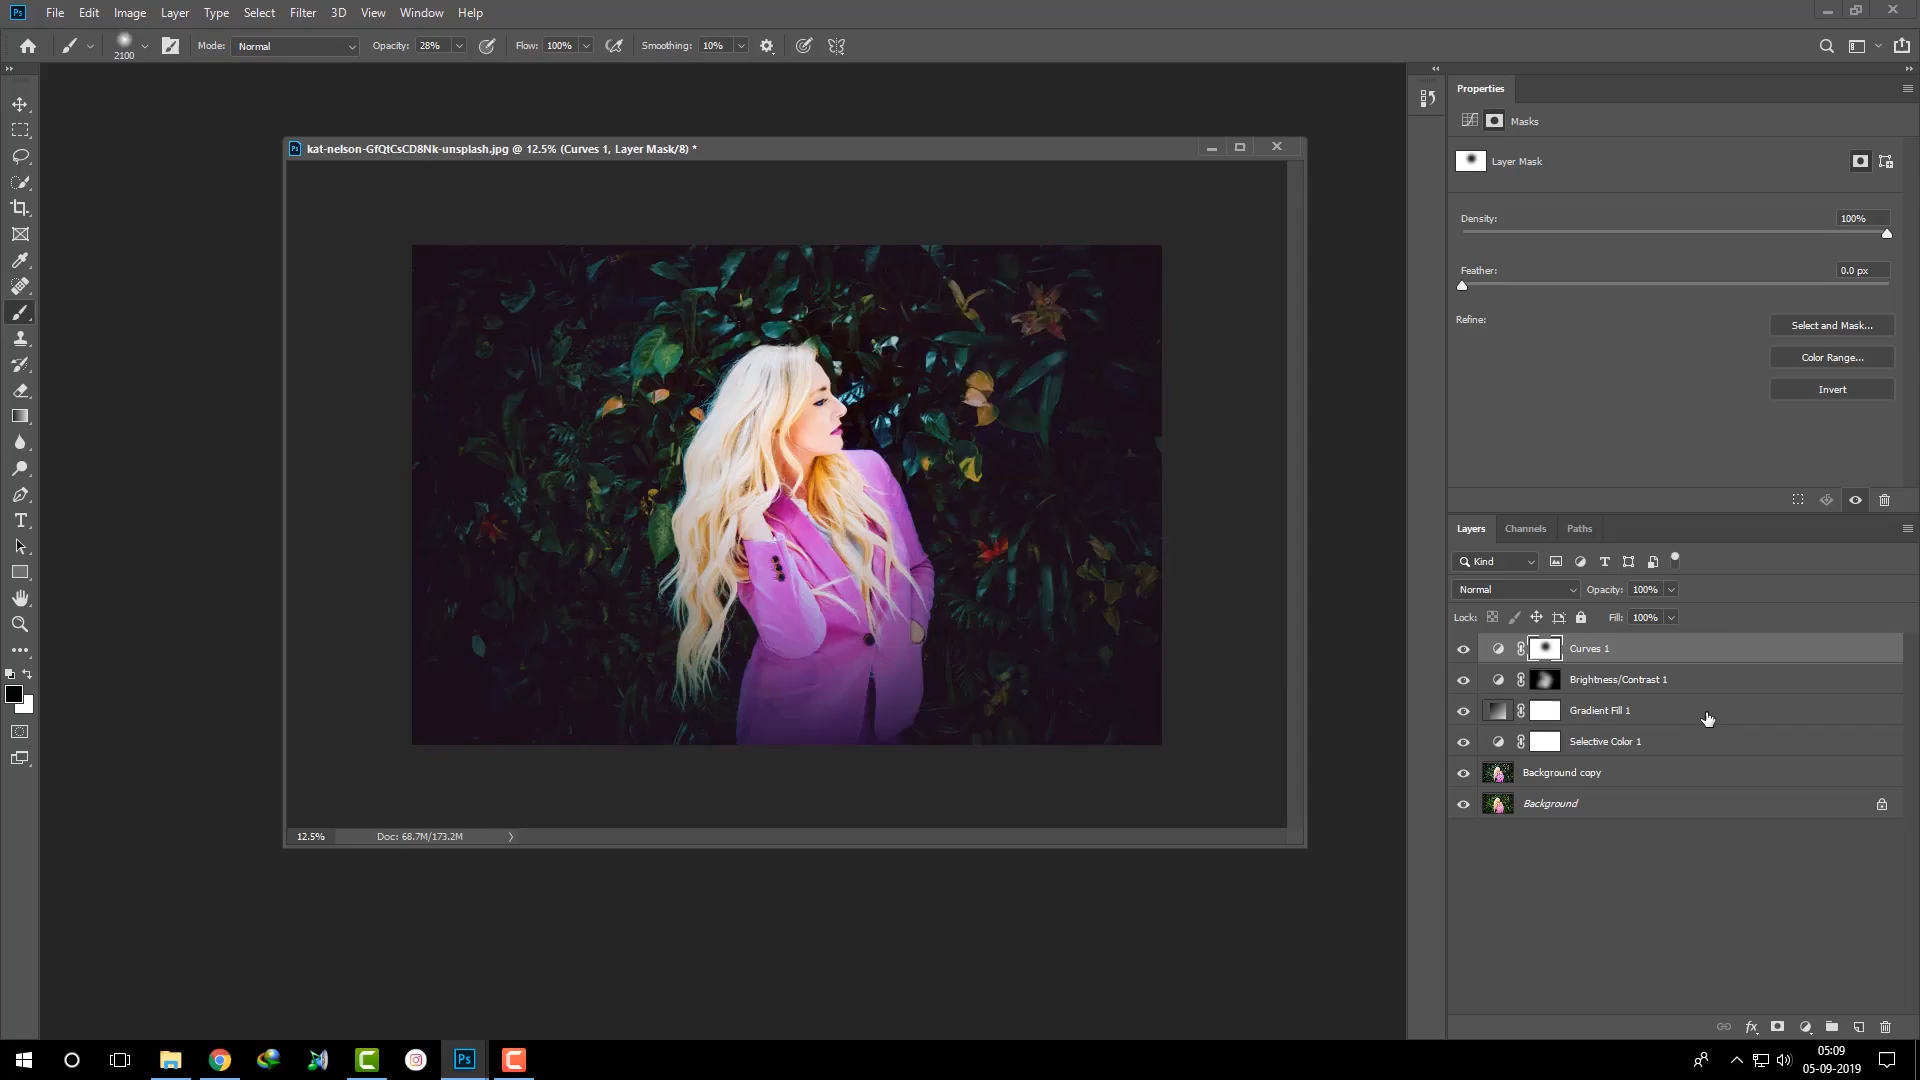 Ps File Edit Image Layer Type Select Filter 3D View Window Help
2100 Mode: Normal Opacity: 28% Flow: 100% Smoothing: 10%
Properties
Masks
kat-nelson-GfQtCsCD8Nk-unsplash.jpg @ 12.5% (Curves 1, Layer Mask/8) *
Layer Mask
Density: 100%
Feather: 0.0 px
Refine: Select and Mask...
Color Range...
Invert
Layers Channels Paths
Kind
Normal Opacity: 100%
Lock: Fill: 100%
Curves 1
Brightness/Contrast 1
Gradient Fill 1
Selective Color 1
Background copy
Background
12.5% Doc: 68.7M/173.2M
fx
Ps
05:09
05-09-2019